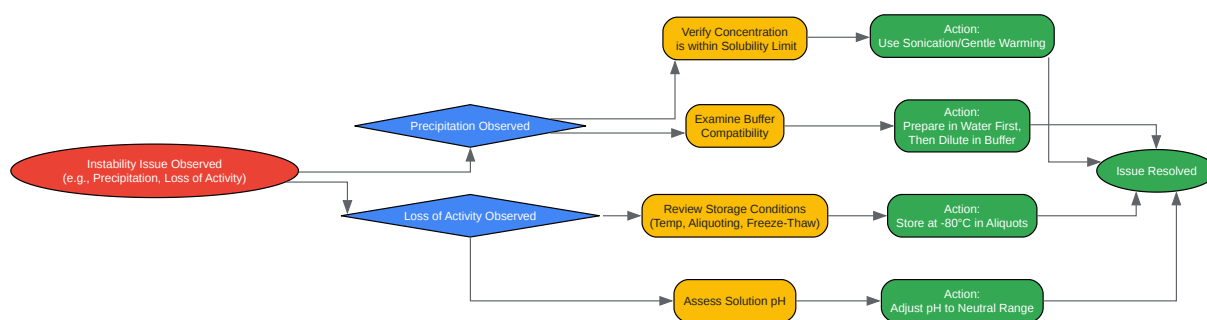 Instability Issue Observed
(e.g., Precipitation, Loss of Activity)
Precipitation Observed
Loss of Activity Observed
Verify Concentration
is within Solubility Limit
Examine Buffer
Compatibility
Review Storage Conditions
(Temp, Aliquoting, Freeze-Thaw)
Assess Solution pH
Action:
Use Sonication/Gentle Warming
Action:
Prepare in Water First,
Then Dilute in Buffer
Action:
Store at -80°C in Aliquots
Action:
Adjust pH to Neutral Range
Issue Resolved